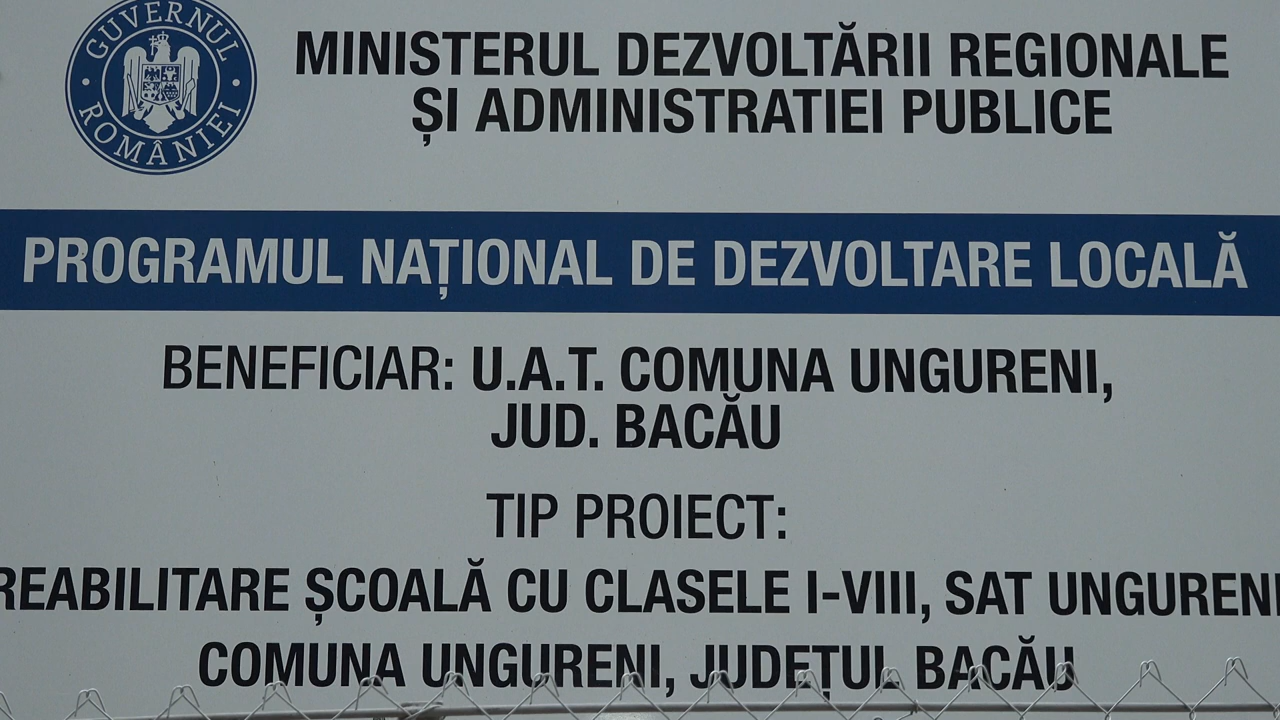 GUVERNUL ROMÂNIEI
MINISTERUL DEZVOLTĂRII REGIONALE
ȘI ADMINISTRATIEI PUBLICE
PROGRAMUL NAȚIONAL DE DEZVOLTARE LOCALĂ
BENEFICIAR: U.A.T. COMUNA UNGURENI,
JUD. BACĂU
TIP PROIECT:
REABILITARE ȘCOALĂ CU CLASELE I-VIII, SAT UNGURENI
COMUNA UNGURENI, JUDEȚUL BACĂU